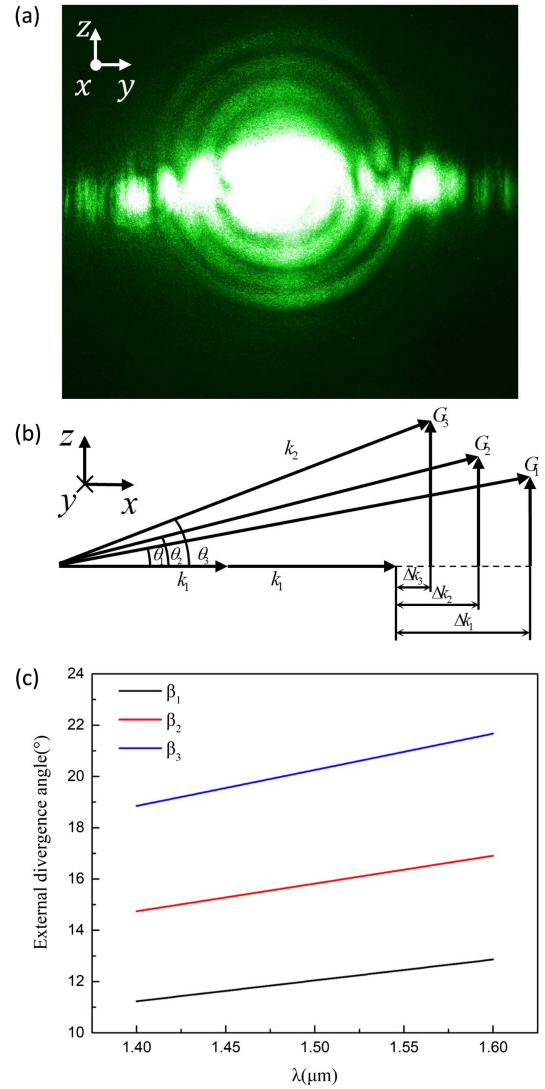 (a)
z
x y
(b)
z
y x
k₂
G₃
G₂
G₁
θ₁ θ₂ θ₃
k₁ k₁
Δk₃
Δk₂
Δk₁
(c)
β₁
β₂
β₃
External divergence angle(°)
24
22
20
18
16
14
12
10
1.40 1.45 1.50 1.55 1.60
λ(μm)